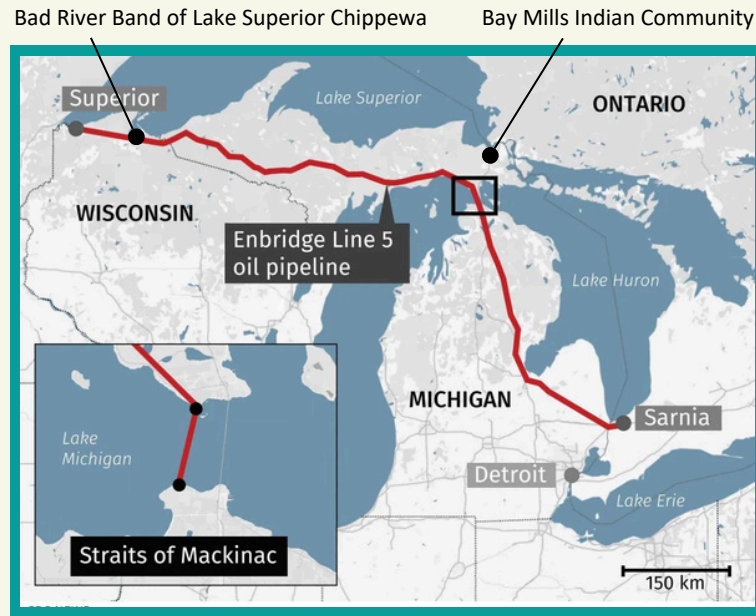 Bad River Band of Lake Superior Chippewa
Bay Mills Indian Community
Superior
Lake Superior
ONTARIO
WISCONSIN
Enbridge Line 5
oil pipeline
Lake Huron
MICHIGAN
Sarnia
Detroit
Lake Erie
Lake
Michigan
Straits of Mackinac
150 km